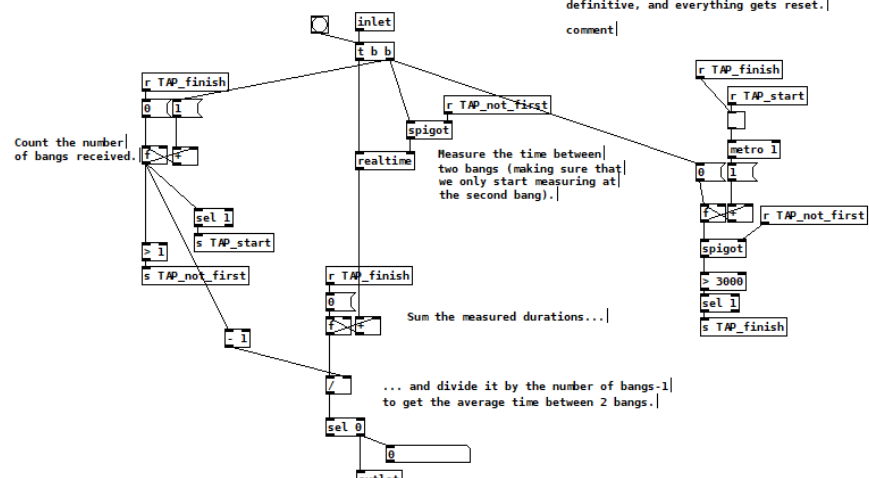 definitive, and everything gets reset.
comment
inlet
t b b
r TAP_finish
0
1
Count the number
of bangs received.
f
+
sel 1
s TAP_start
> 1
s TAP_not_first
- 1
r TAP_not_first
spigot
realtime
Measure the time between
two bangs (making sure that
we only start measuring at
the second bang).
r TAP_finish
0
f
+
Sum the measured durations...
/
... and divide it by the number of bangs-1
to get the average time between 2 bangs.
sel 0
0
outlet
r TAP_finish
r TAP_start
metro 1
0
1
f
+
r TAP_not_first
spigot
> 3000
sel 1
s TAP_finish